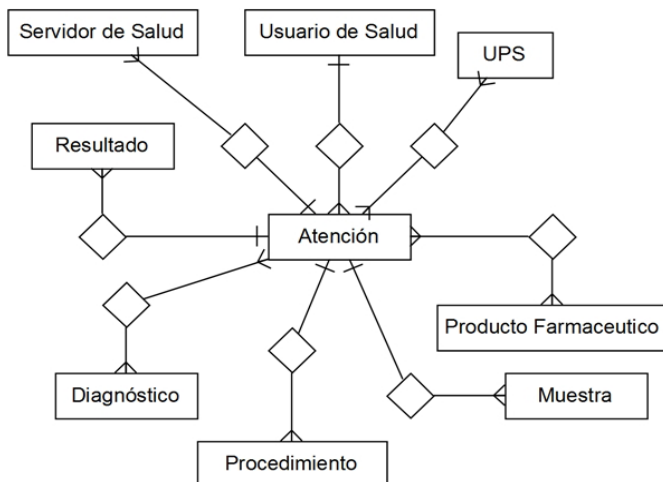 Servidor de Salud
Usuario de Salud
UPS
Resultado
Atención
Producto Farmaceutico
Diagnóstico
Muestra
Procedimiento